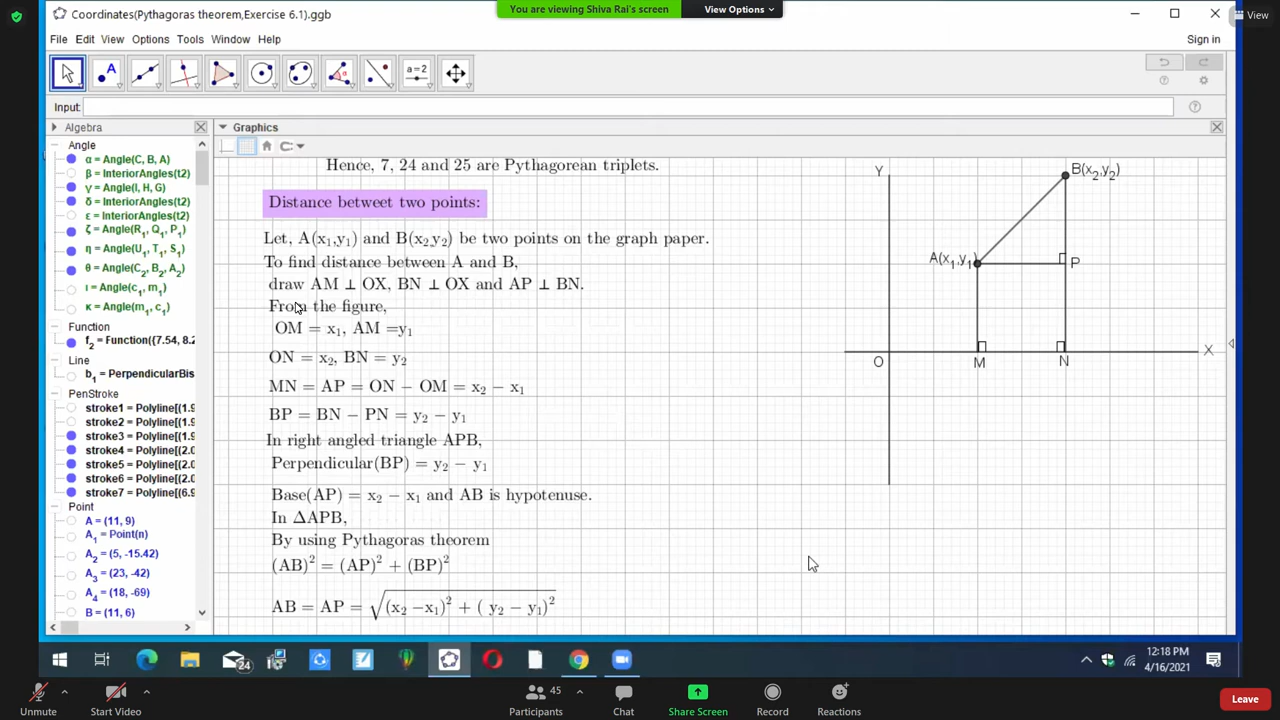 You are viewing Shiva Rai's screen
View Options
View
Coordinates(Pythagoras theorem,Exercise 6.1).ggb
File Edit View Options Tools Window Help
Sign in
A
a=2
Input:
Algebra
Graphics
Angle
α = Angle(C, B, A)
β = InteriorAngles(t2)
γ = Angle(I, H, G)
δ = InteriorAngles(t2)
ε = InteriorAngles(t2)
ζ = Angle(R₁, Q₁, P₁)
η = Angle(U₁, T₁, S₁)
θ = Angle(C₂, B₂, A₂)
ι = Angle(c₁, m₁)
κ = Angle(m₁, c₁)
Function
f₂ = Function({7.54, 8.2
Line
b₁ = PerpendicularBis
PenStroke
stroke1 = Polyline[(1.9
stroke2 = Polyline[(1.9
stroke3 = Polyline[(1.9
stroke4 = Polyline[(2.0
stroke5 = Polyline[(2.0
stroke6 = Polyline[(2.0
stroke7 = Polyline[(6.9
Point
A = (11, 9)
A₁ = Point(n)
A₂ = (5, -15.42)
A₃ = (23, -42)
A₄ = (18, -69)
B = (11, 6)
Hence, 7, 24 and 25 are Pythagorean triplets.
Distance betweet two points:
Let, A(x₁,y₁) and B(x₂,y₂) be two points on the graph paper.
To find distance between A and B,
draw AM ⊥ OX, BN ⊥ OX and AP ⊥ BN.
From the figure,
OM = x₁, AM =y₁
ON = x₂, BN = y₂
MN = AP = ON − OM = x₂ − x₁
BP = BN − PN = y₂ − y₁
In right angled triangle APB,
Perpendicular(BP) = y₂ − y₁
Base(AP) = x₂ − x₁ and AB is hypotenuse.
In ΔAPB,
By using Pythagoras theorem
(AB)² = (AP)² + (BP)²
AB = AP = √(x₂ −x₁)² + ( y₂ − y₁)²
Y
B(x₂,y₂)
A(x₁,y₁)
P
O
M
N
X
24
12:18 PM
4/16/2021
Unmute
Start Video
45
Participants
Chat
Share Screen
Record
Reactions
Leave